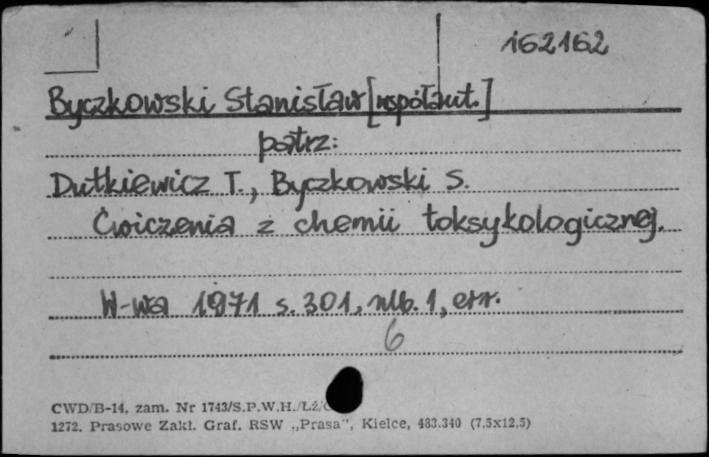 162162
Byczkowski Stanisław [współaut.]
patrz:
Dutkiewicz T., Byczkowski S.
Ćwiczenia z chemii toksykologicznej.
W-wa 1971 s. 301, nlb. 1, err.
6
CWD/B-14, zam. Nr 1743/S.P.W.H./Łż/
1272. Prasowe Zakł. Graf. RSW „Prasa", Kielce, 483.340 (7,5x12,5)